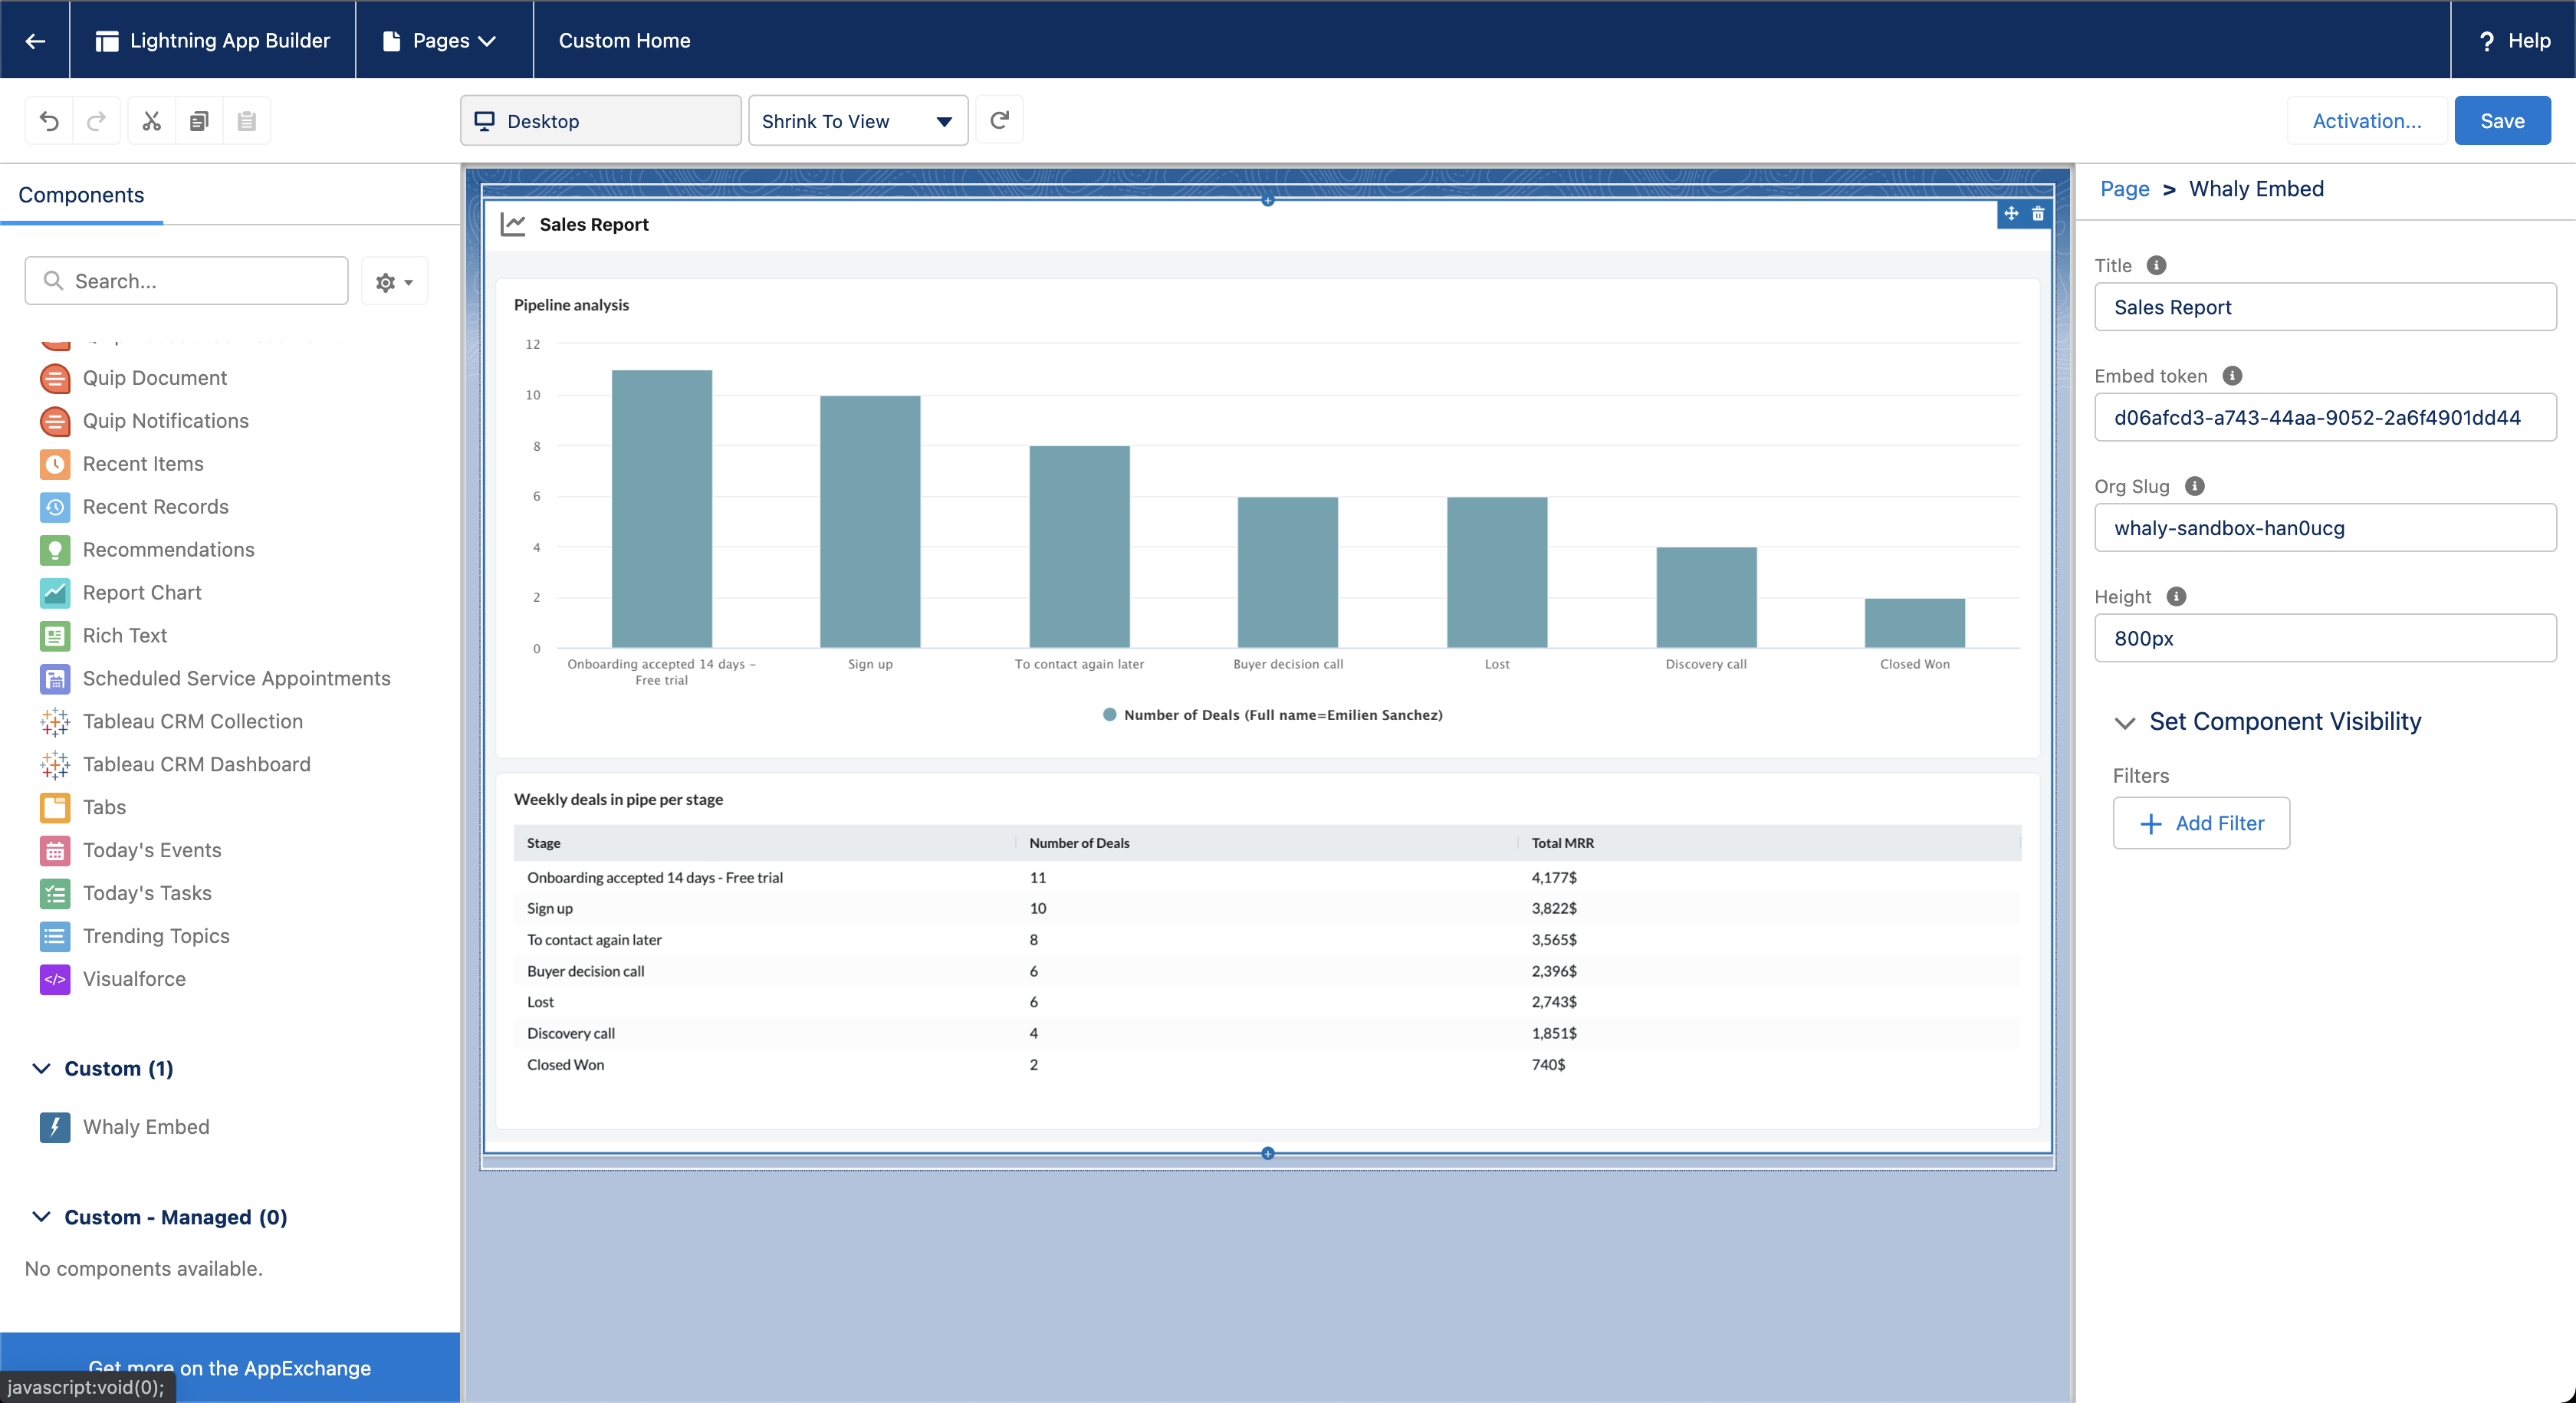 Lightning App Builder
Pages
Custom Home
? Help
Desktop
Shrink To View
Activation...
Save
Components
Search...
Quip Document
Quip Notifications
Recent Items
Recent Records
Recommendations
Report Chart
Rich Text
Scheduled Service Appointments
Tableau CRM Collection
Tableau CRM Dashboard
Tabs
Today's Events
Today's Tasks
Trending Topics
Visualforce
Custom (1)
Whaly Embed
Custom - Managed (0)
No components available.
Get more on the AppExchange
javascript:void(0);
Sales Report
Pipeline analysis
12
10
8
6
4
2
0
Onboarding accepted 14 days –
Free trial
Sign up
To contact again later
Buyer decision call
Lost
Discovery call
Closed Won
Number of Deals (Full name=Emilien Sanchez)
Weekly deals in pipe per stage
Stage Number of Deals Total MRR
Onboarding accepted 14 days - Free trial 11 4,177$
Sign up 10 3,822$
To contact again later 8 3,565$
Buyer decision call 6 2,396$
Lost 6 2,743$
Discovery call 4 1,851$
Closed Won 2 740$
Page > Whaly Embed
Title
Sales Report
Embed token
d06afcd3-a743-44aa-9052-2a6f4901dd44
Org Slug
whaly-sandbox-han0ucg
Height
800px
Set Component Visibility
Filters
Add Filter